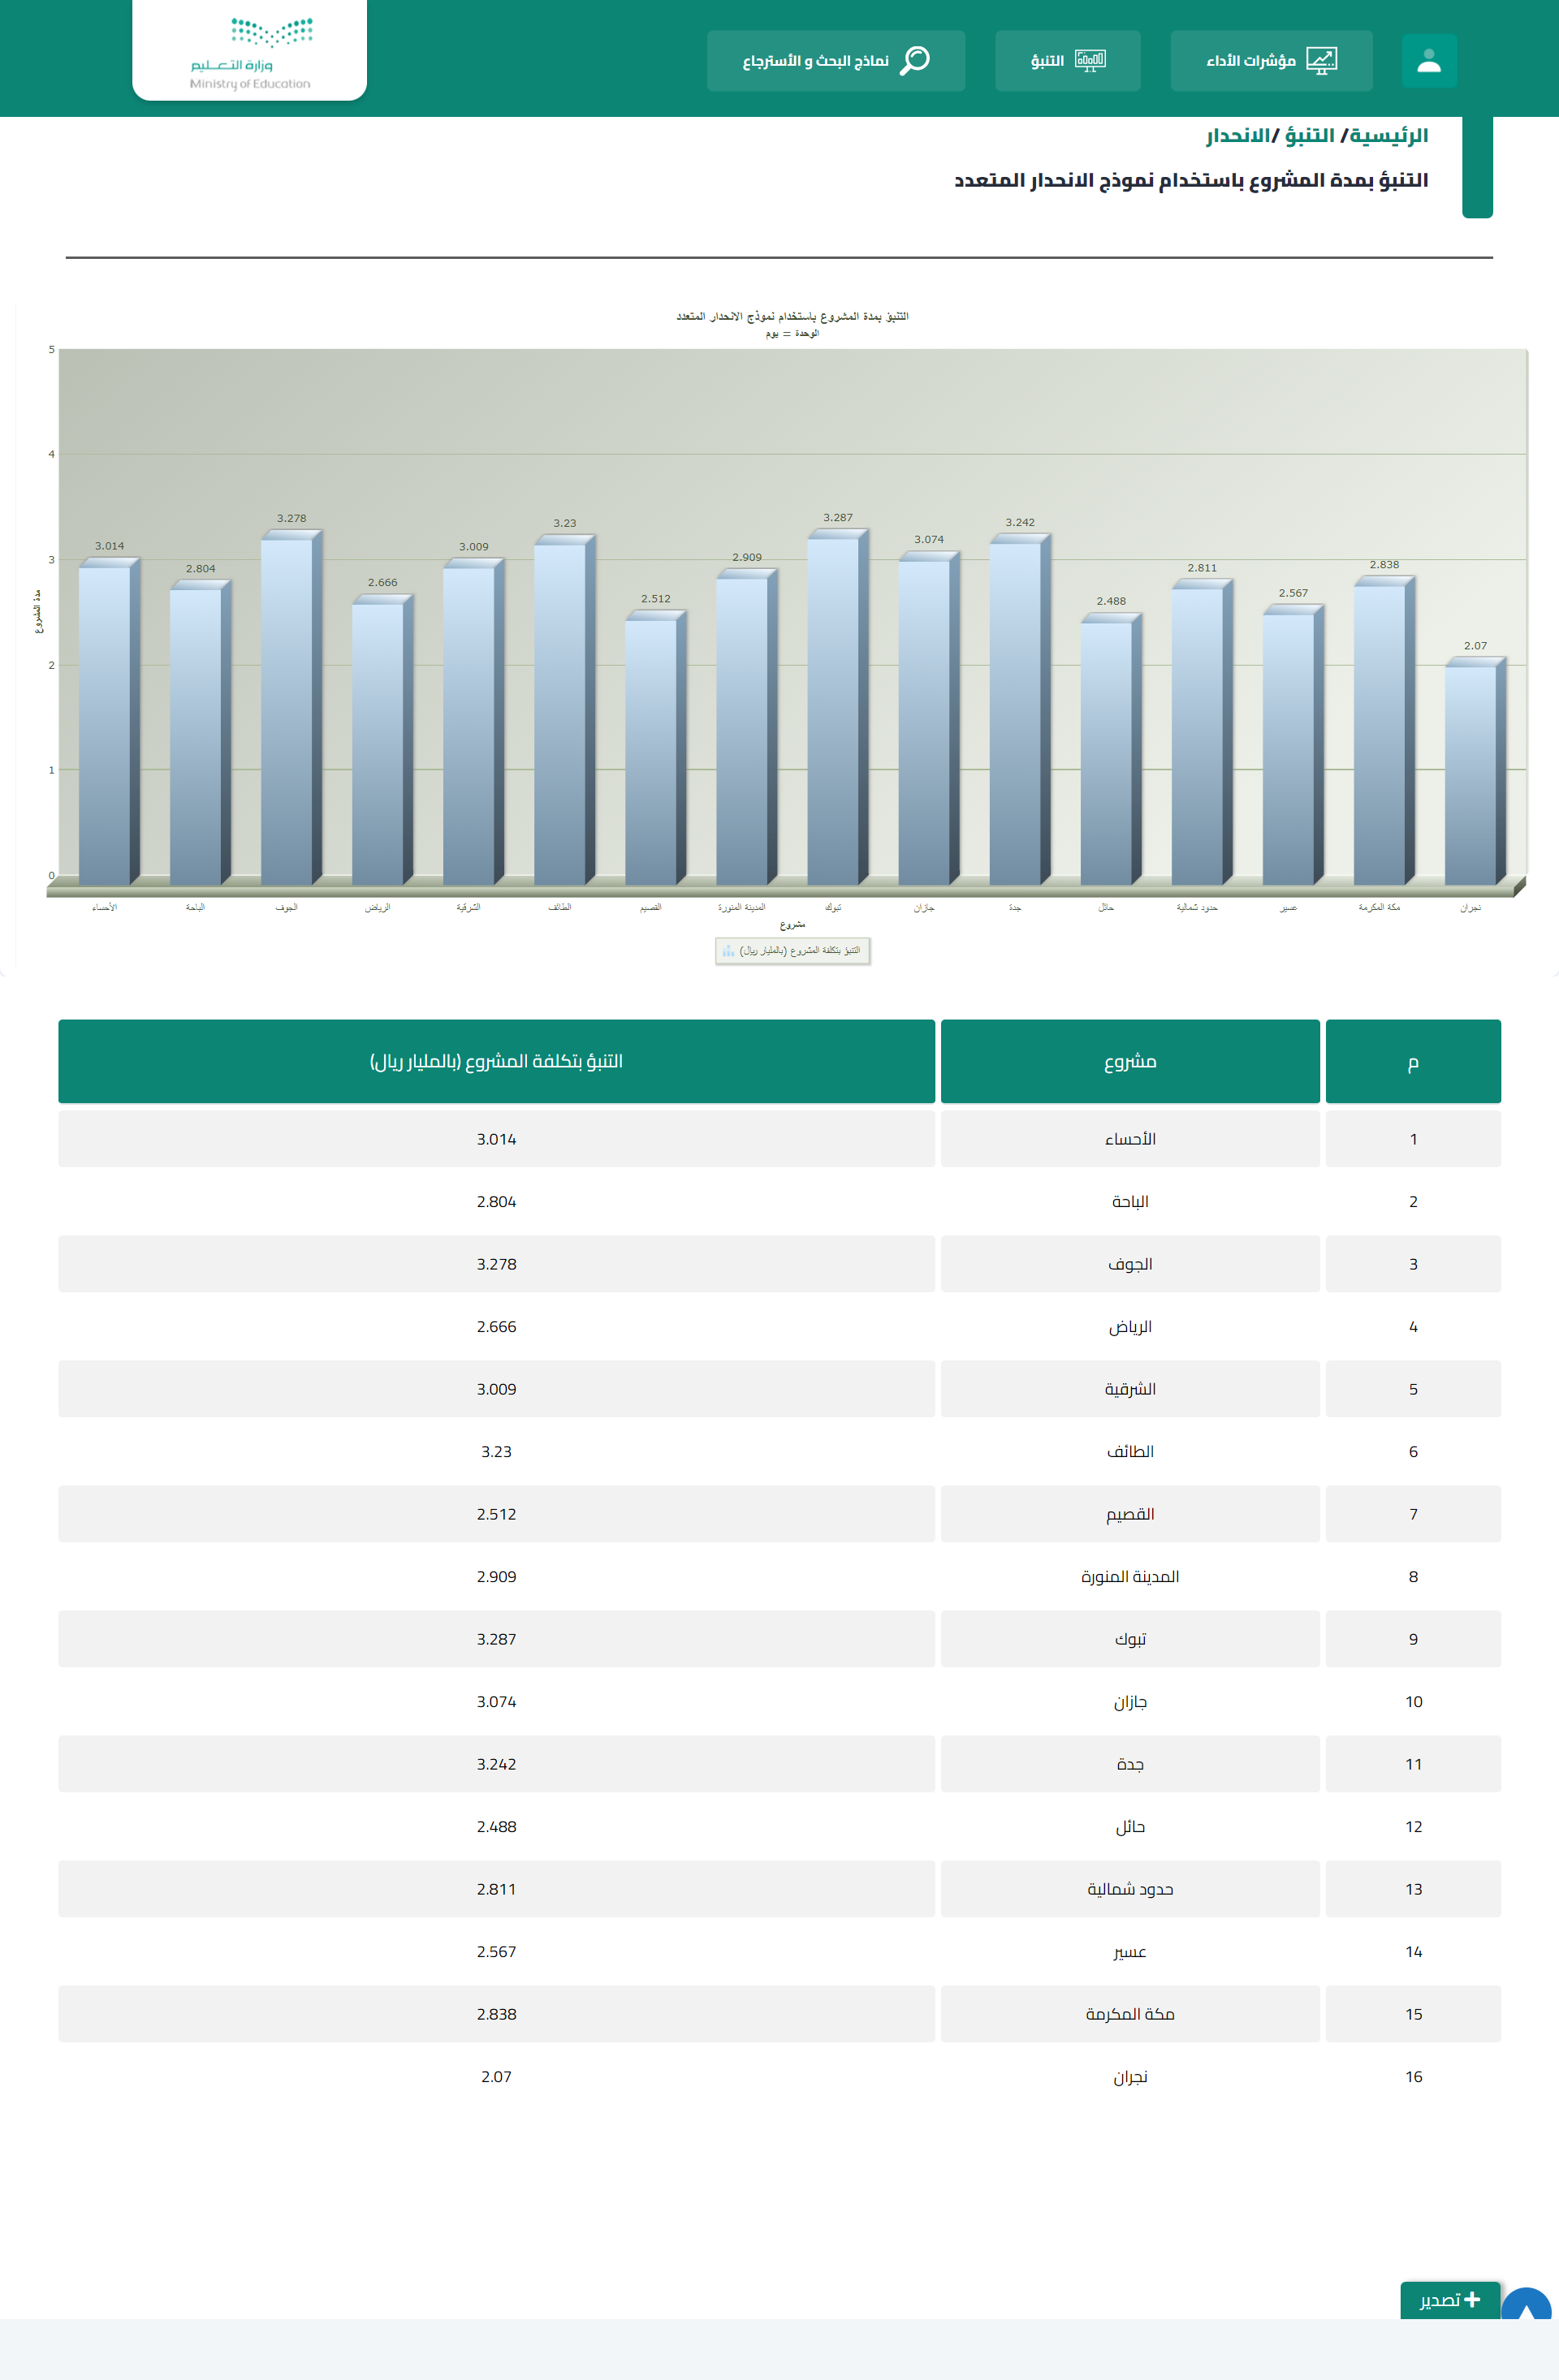 مؤشرات الأداء
التنبؤ
نماذج البحث و الأسترجاع
وزارة التعليم
Ministry of Education
الرئيسية/ التنبؤ /الانحدار
التنبؤ بمدة المشروع باستخدام نموذج الانحدار المتعدد
التنبؤ بمدة المشروع باستخدام نموذج الانحدار المتعدد
الوحدة = يوم
مدة المشروع
5
4
3
2
1
0
3.014
2.804
3.278
2.666
3.009
3.23
2.512
2.909
3.287
3.074
3.242
2.488
2.811
2.567
2.838
2.07
الأحساء
الباحة
الجوف
الرياض
الشرقية
الطائف
القصيم
المدينة المنورة
تبوك
جازان
جدة
حائل
حدود شمالية
عسير
مكة المكرمة
نجران
مشروع
التنبؤ بتكلفة المشروع (بالمليار ريال)
م مشروع التنبؤ بتكلفة المشروع (بالمليار ريال)
1 الأحساء 3.014
2 الباحة 2.804
3 الجوف 3.278
4 الرياض 2.666
5 الشرقية 3.009
6 الطائف 3.23
7 القصيم 2.512
8 المدينة المنورة 2.909
9 تبوك 3.287
10 جازان 3.074
11 جدة 3.242
12 حائل 2.488
13 حدود شمالية 2.811
14 عسير 2.567
15 مكة المكرمة 2.838
16 نجران 2.07
تصدير